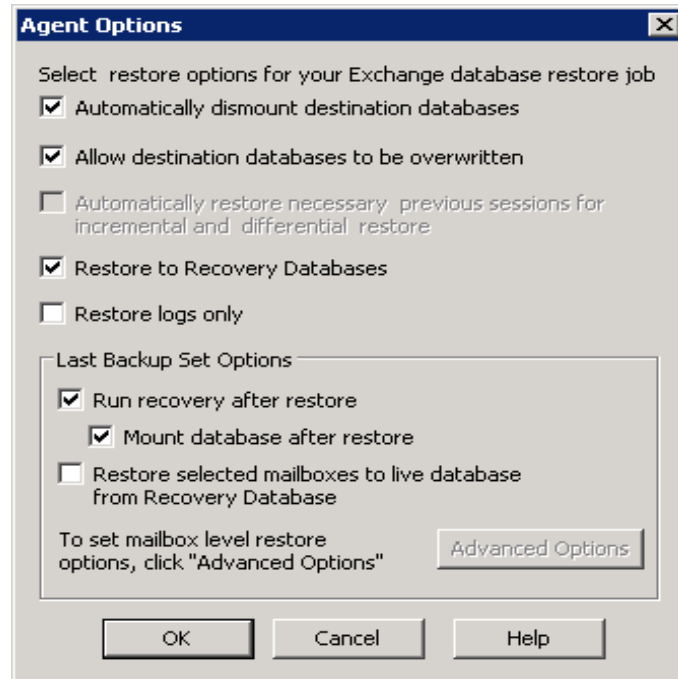 Agent Options
Select restore options for your Exchange database restore job
Automatically dismount destination databases
Allow destination databases to be overwritten
Automatically restore necessary previous sessions for
incremental and differential restore
Restore to Recovery Databases
Restore logs only
Last Backup Set Options
Run recovery after restore
Mount database after restore
Restore selected mailboxes to live database
from Recovery Database
To set mailbox level restore
options, click "Advanced Options"
Advanced Options
OK
Cancel
Help